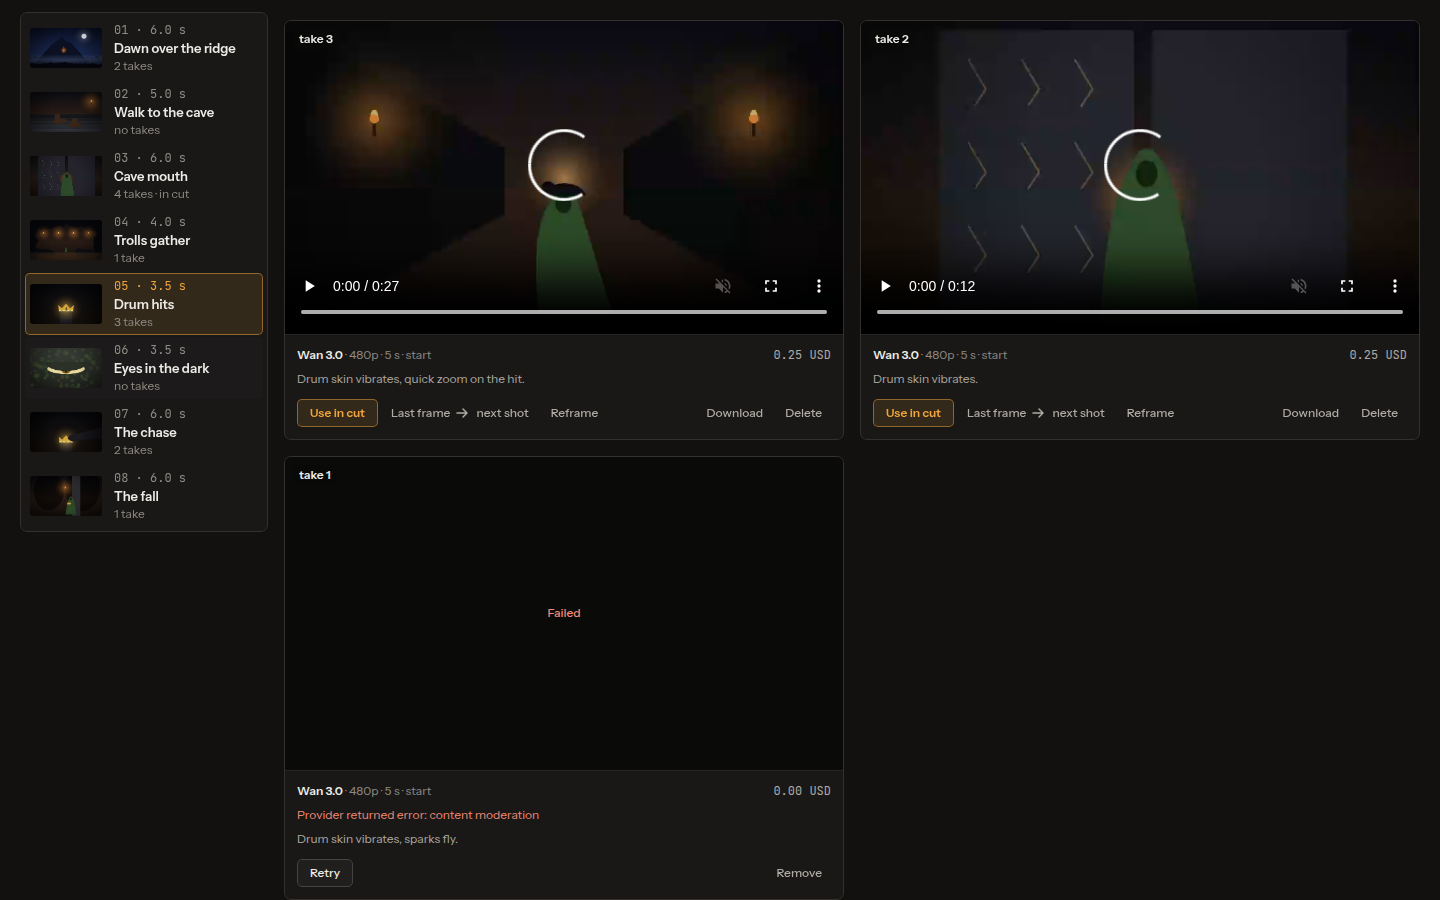 01 · 6.0 s
Dawn over the ridge
2 takes
02 · 5.0 s
Walk to the cave
no takes
03 · 6.0 s
Cave mouth
4 takes · in cut
04 · 4.0 s
Trolls gather
1 take
05 · 3.5 s
Drum hits
3 takes
06 · 3.5 s
Eyes in the dark
no takes
07 · 6.0 s
The chase
2 takes
08 · 6.0 s
The fall
1 take
take 3
0:00 / 0:27
Wan 3.0 · 480p · 5 s · start 0.25 USD
Drum skin vibrates, quick zoom on the hit.
Use in cut Last frame → next shot Reframe Download Delete
take 2
0:00 / 0:12
Wan 3.0 · 480p · 5 s · start 0.25 USD
Drum skin vibrates.
Use in cut Last frame → next shot Reframe Download Delete
take 1
Failed
Wan 3.0 · 480p · 5 s · start 0.00 USD
Provider returned error: content moderation
Drum skin vibrates, sparks fly.
Retry Remove